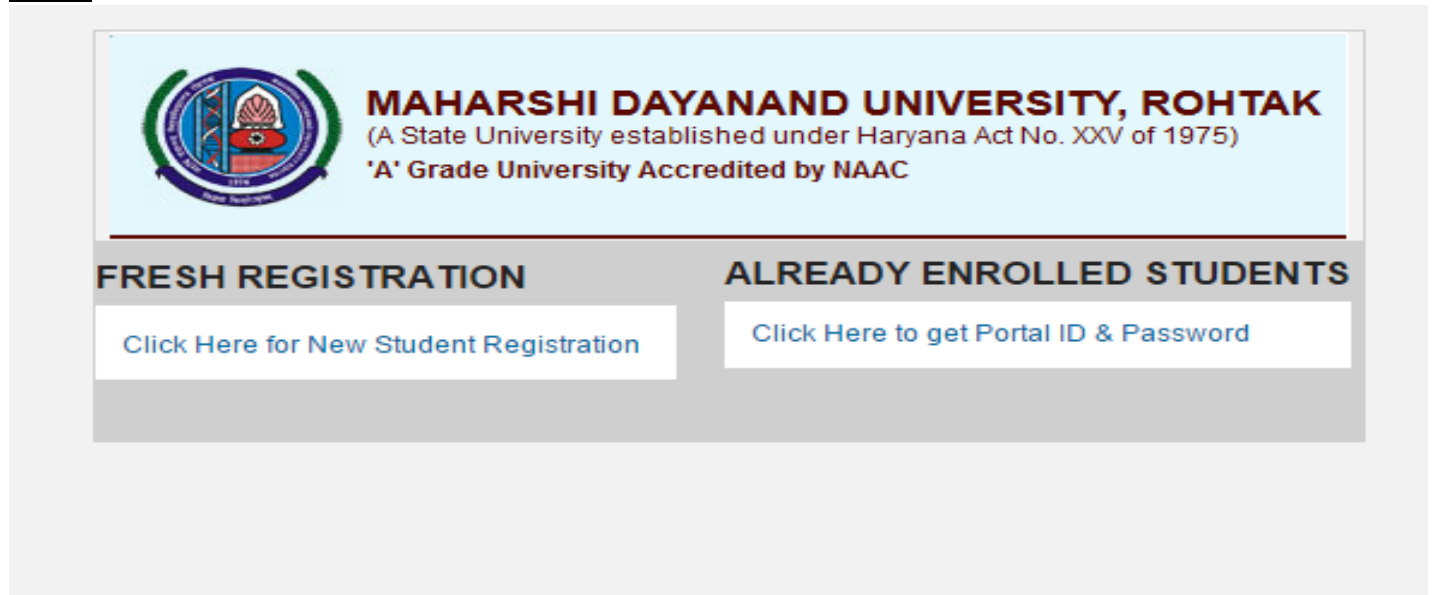 MAHARSHI DAYANAND UNIVERSITY, ROHTAK
(A State University established under Haryana Act No. XXV of 1975)
'A' Grade University Accredited by NAAC
FRESH REGISTRATION
Click Here for New Student Registration
ALREADY ENROLLED STUDENTS
Click Here to get Portal ID & Password